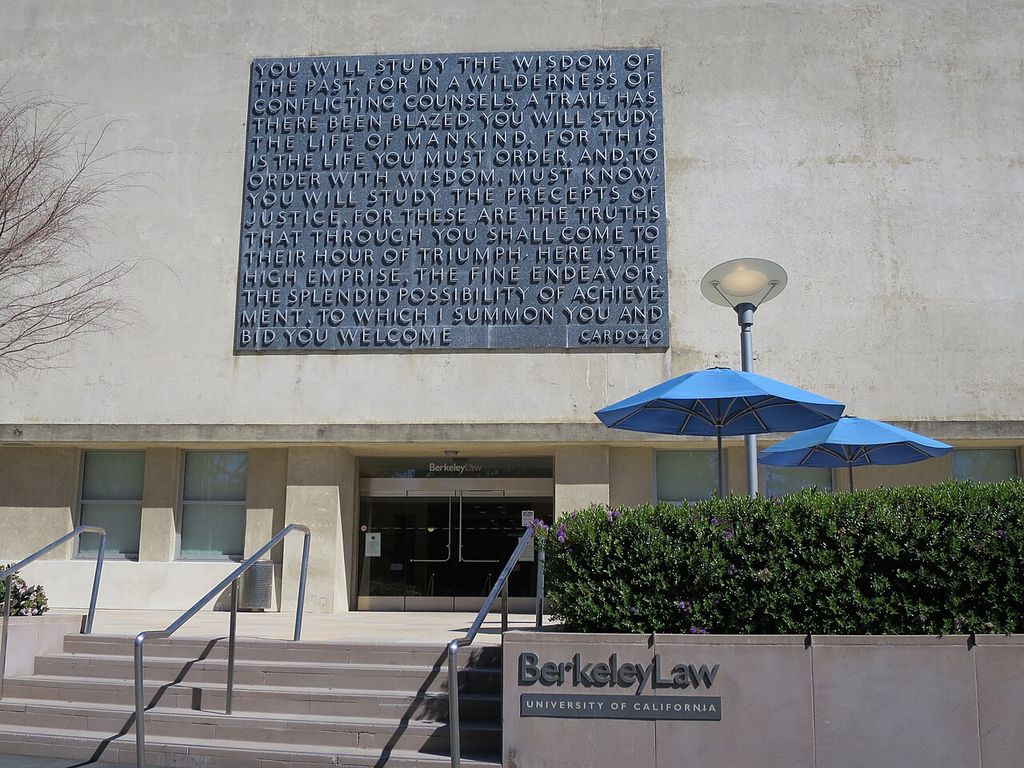 YOU WILL STUDY THE WISDOM OF
THE PAST, FOR IN A WILDERNESS OF
CONFLICTING COUNSELS, A TRAIL HAS
THERE BEEN BLAZED. YOU WILL STUDY
THE LIFE OF MANKIND, FOR THIS
IS THE LIFE YOU MUST ORDER, AND, TO
ORDER WITH WISDOM, MUST KNOW.
YOU WILL STUDY THE PRECEPTS OF
JUSTICE, FOR THESE ARE THE TRUTHS
THAT THROUGH YOU SHALL COME TO
THEIR HOUR OF TRIUMPH. HERE IS THE
HIGH EMPRISE, THE FINE ENDEAVOR,
THE SPLENDID POSSIBILITY OF ACHIEVE-
MENT, TO WHICH I SUMMON YOU AND
BID YOU WELCOME CARDOZO
BerkeleyLaw
BerkeleyLaw
UNIVERSITY OF CALIFORNIA